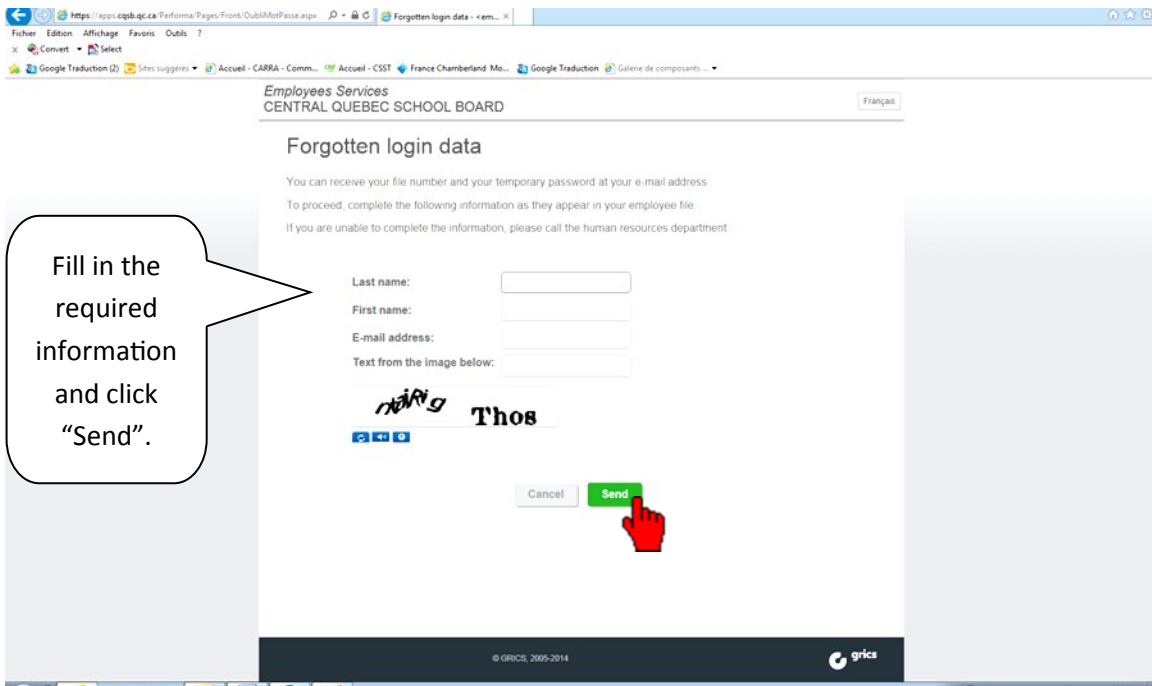 https://apps.cqsb.qc.ca/Performa/Pages/Front/OubliMotPasse.aspx
Forgotten login data - <em...
Fichier Edition Affichage Favoris Outils ?
x Convert Select
Google Traduction (2) Sites suggérés Accueil - CARRA - Comm... Accueil - CSST France Chamberland Mo... Google Traduction Galerie de composants ...
Employees Services
CENTRAL QUEBEC SCHOOL BOARD
Français
Forgotten login data
You can receive your file number and your temporary password at your e-mail address.
To proceed, complete the following information as they appear in your employee file.
If you are unable to complete the information, please call the human resources department.
Fill in the
required
information
and click
“Send”.
Last name:
First name:
E-mail address:
Text from the image below:
Thos
Cancel Send
© GRICS, 2005-2014
grics